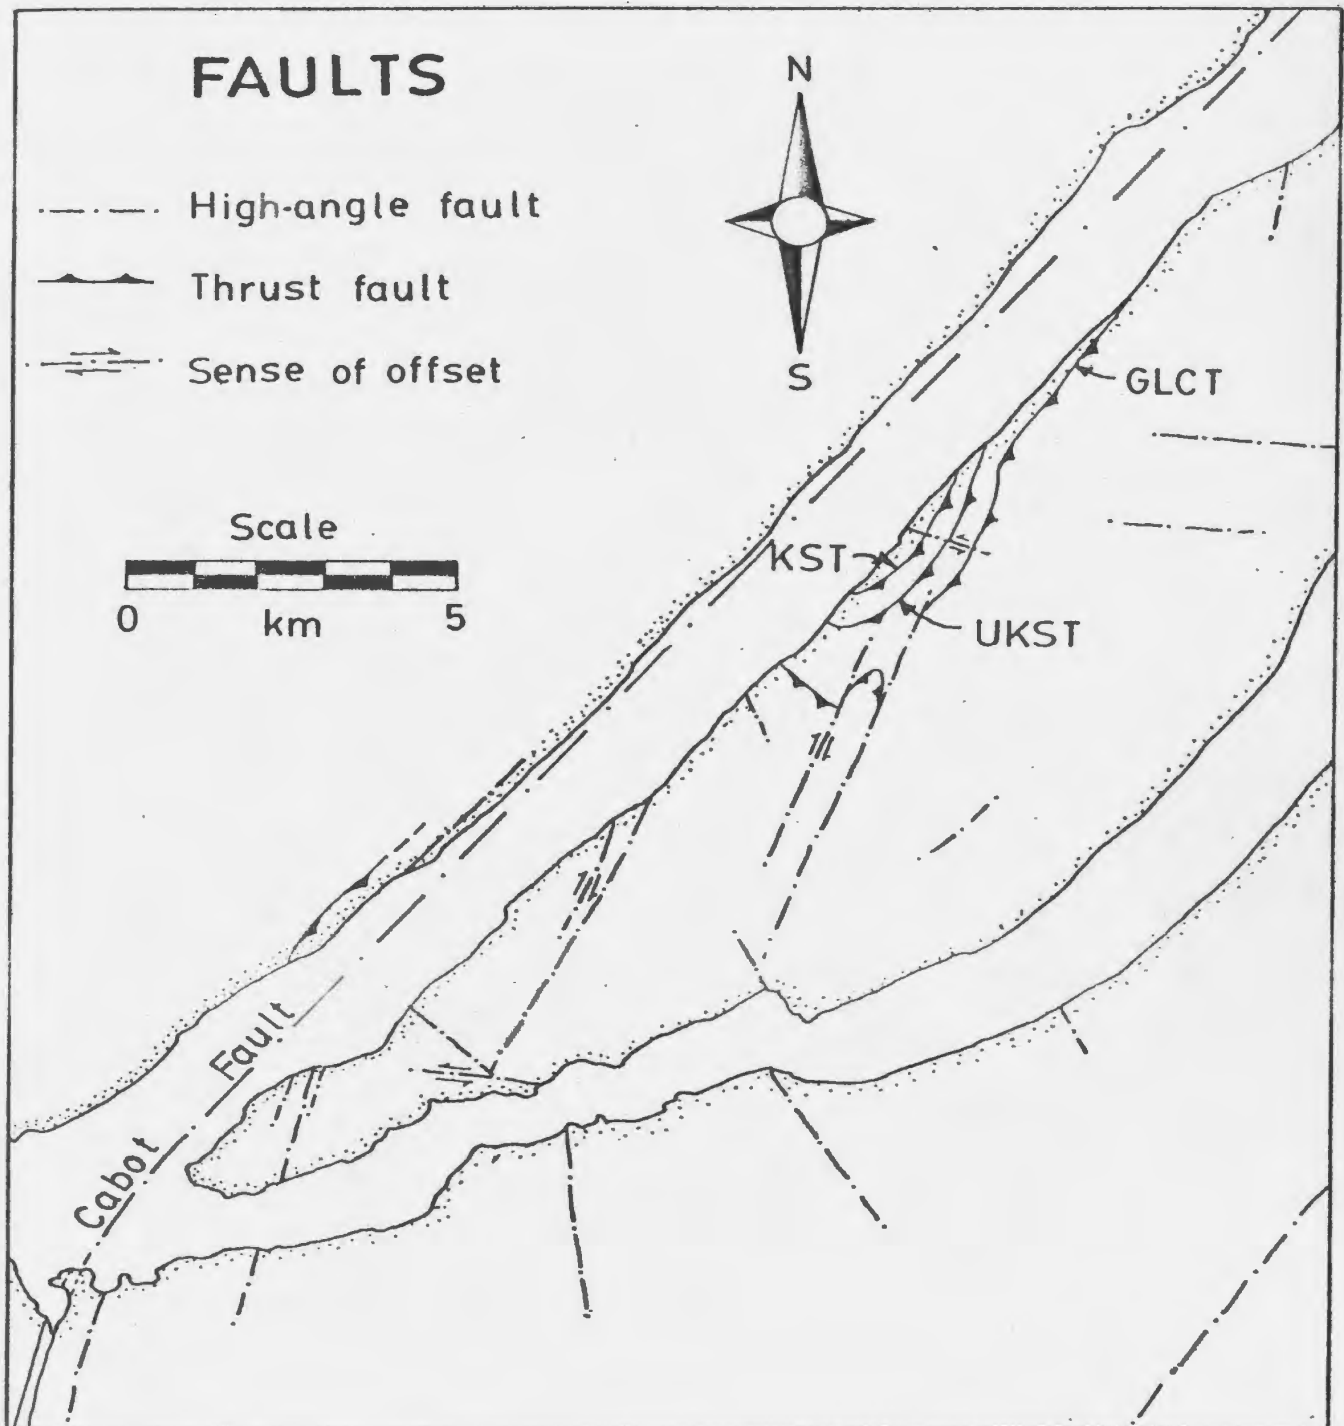 FAULTS
N
High-angle fault
Thrust fault
S
Sense of offset
GLCT
Scale
KST
0 km 5
UKST
Cabot Fault